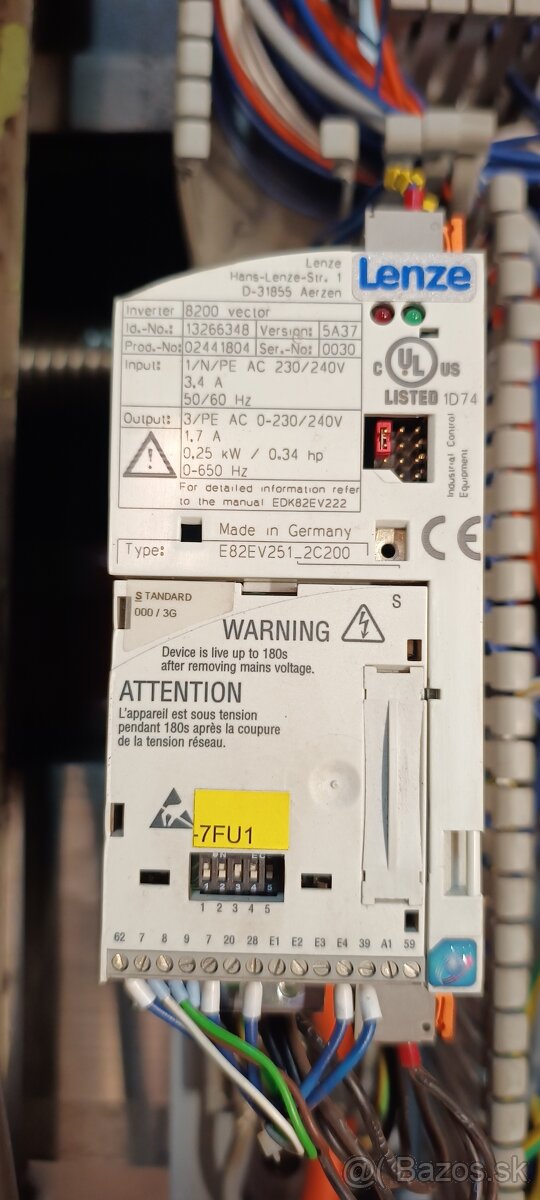 Lenze
Hans-Lenze-Str. 1
D-31855 Aerzen
Lenze
Inverter 8200 vector
Id.-No.: 13266348 Version: 5A37
Prod.-No: 02441804 Ser.-No: 0030
Input: 1/N/PE AC 230/240V
3,4 A
50/60 Hz
Output: 3/PE AC 0-230/240V
1,7 A
0,25 kW / 0.34 hp
0-650 Hz
For detailed information refer
to the manual EDK82EV222
C UL US
LISTED 1D74
Industrial Control
Equipment
Made in Germany
CE
Type: E82EV251_2C200
STANDARD
000 / 3G
S
WARNING
Device is live up to 180s
after removing mains voltage.
ATTENTION
L'appareil est sous tension
pendant 180s après la coupure
de la tension réseau.
-7FU1
1 2 3 4 5
1 2 3 4 5
62 7 8 9 7 20 28 E1 E2 E3 E4 39 A1 59
@Bazos.sk